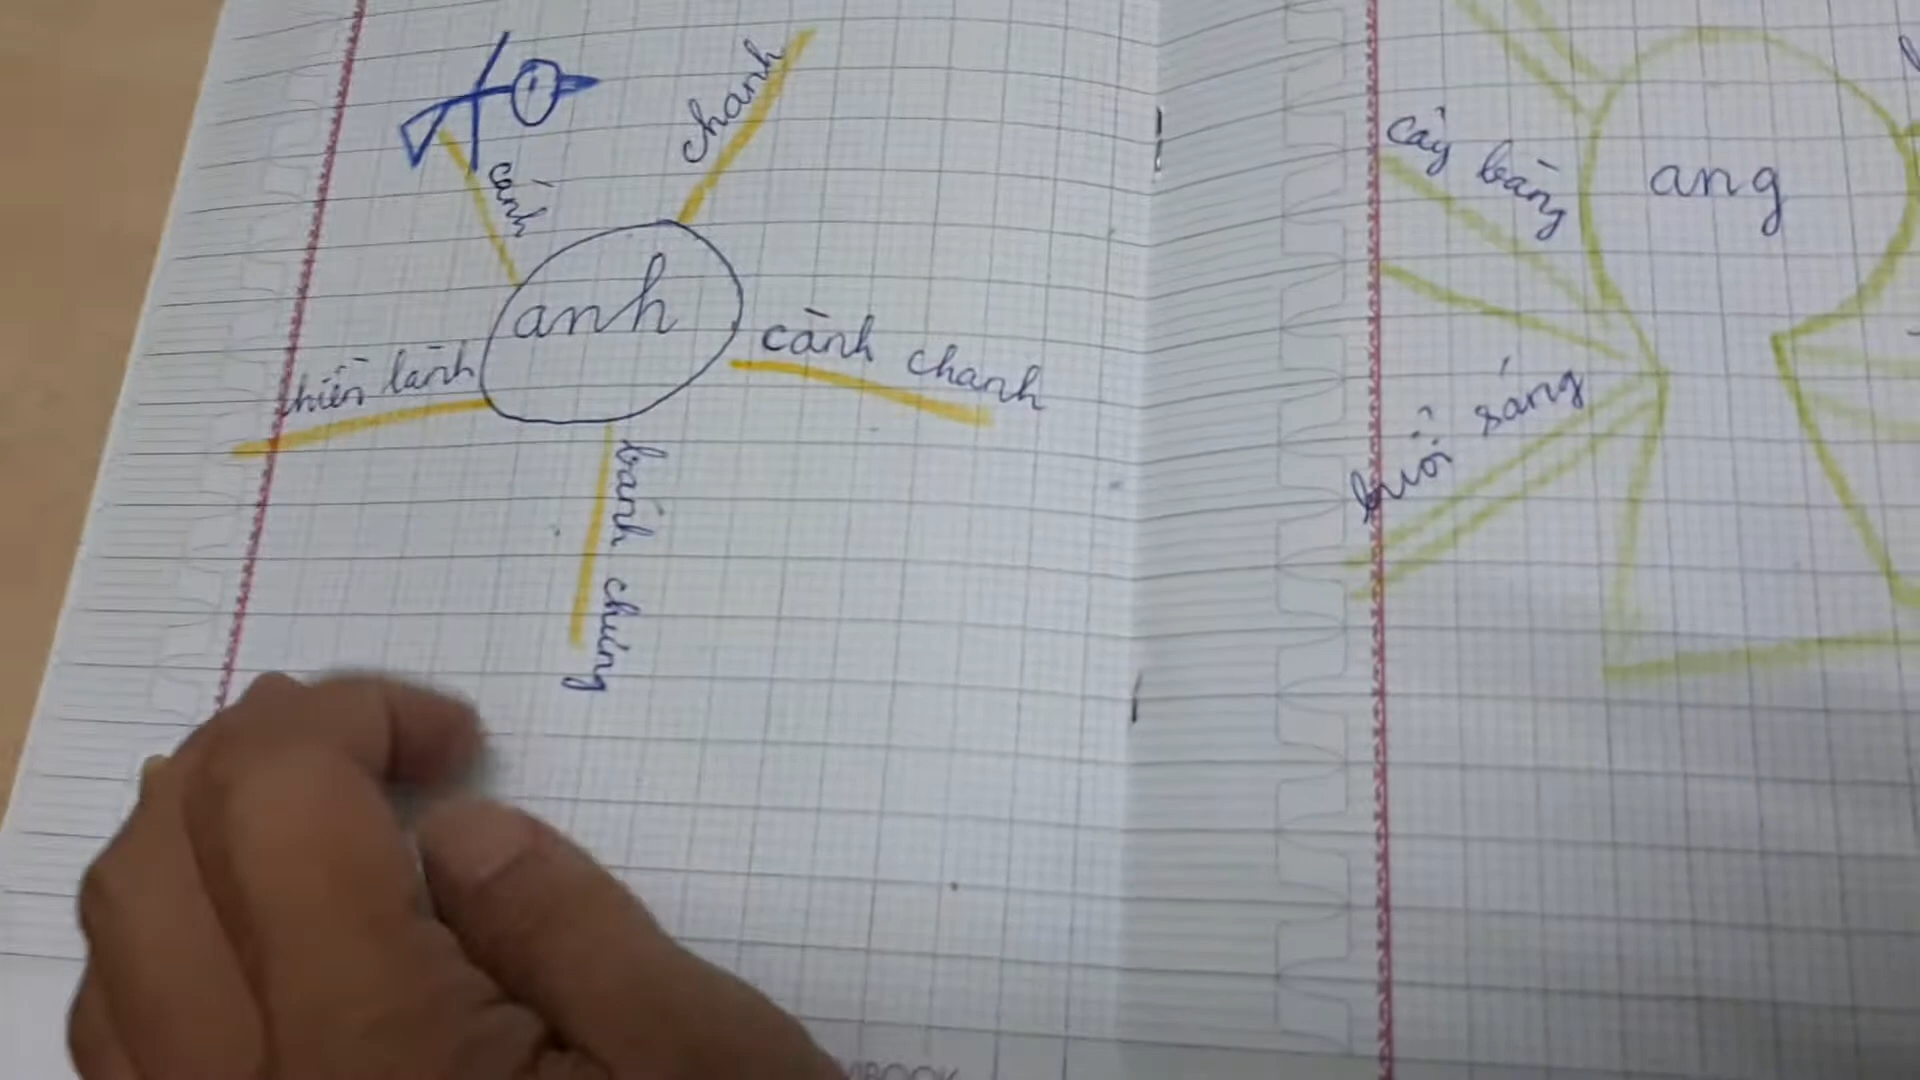 chanh
cánh
anh
cành chanh
hiền lành
bánh chưng
cây bàng
ang
buổi sáng